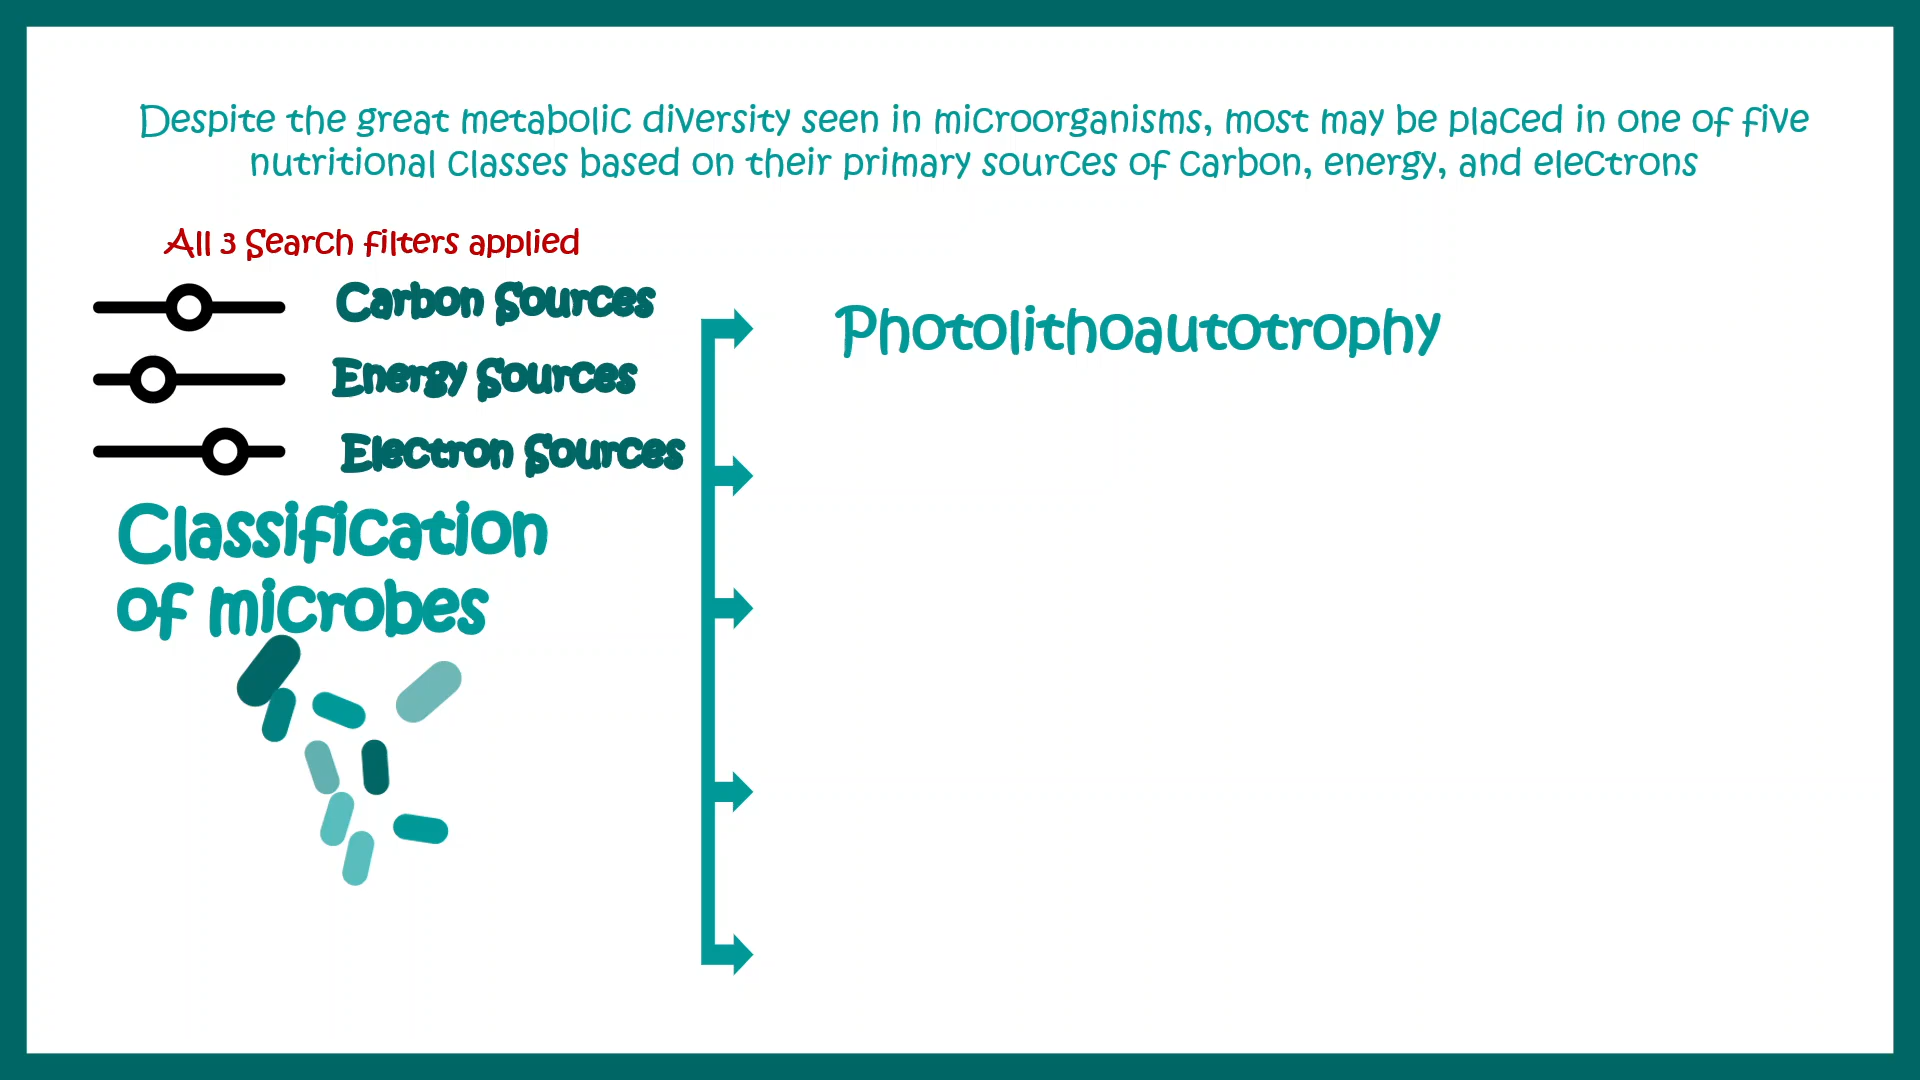 Despite the great metabolic diversity seen in microorganisms, most may be placed in one of five
nutritional classes based on their primary sources of carbon, energy, and electrons
All 3 Search filters applied
Carbon Sources
Energy Sources
Electron Sources
Classification
of microbes
Photolithoautotrophy